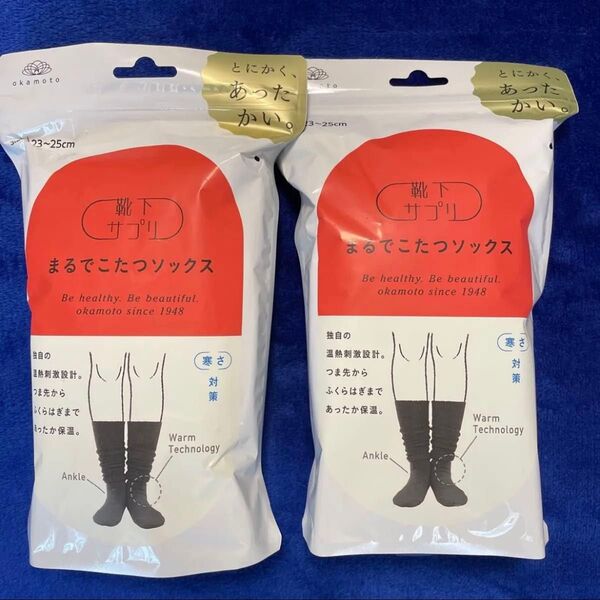 okamoto
とにかく、
あった
かい。
23~25cm
靴下
サプリ
まるでこたつソックス
Be healthy. Be beautiful.
okamoto since 1948
独自の
温熱刺激設計。
つま先から
ふくらはぎまで
あったか保温。
寒さ
対策
Warm
Technology
Ankle
とにかく、
あった
かい。
23~25cm
靴下
サプリ
まるでこたつソックス
Be healthy. Be beautiful.
okamoto since 1948
独自の
温熱刺激設計。
つま先から
ふくらはぎまで
あったか保温。
寒さ
対策
Warm
Technology
Ankle